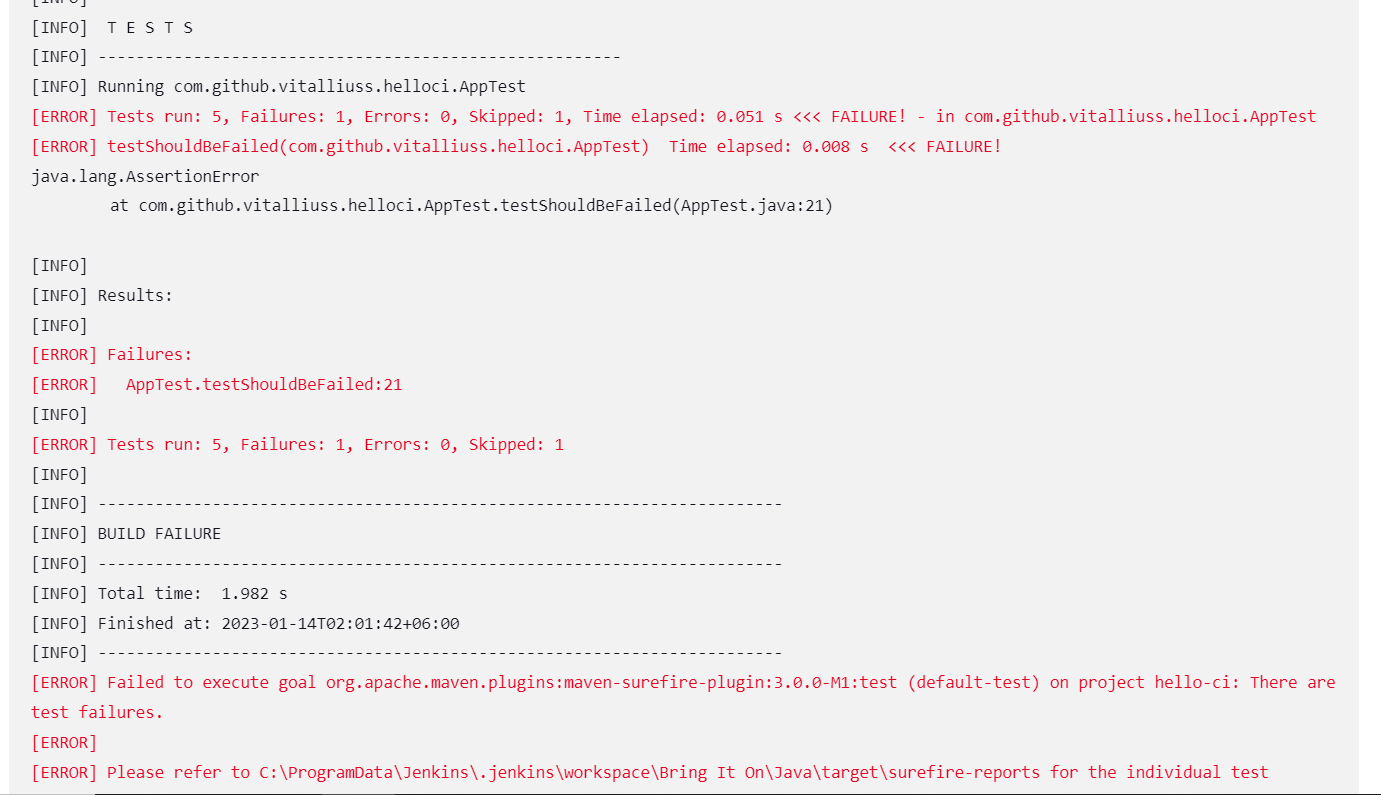 [INFO]
[INFO]  T E S T S
[INFO] -------------------------------------------------------
[INFO] Running com.github.vitalliuss.helloci.AppTest
[ERROR] Tests run: 5, Failures: 1, Errors: 0, Skipped: 1, Time elapsed: 0.051 s <<< FAILURE! - in com.github.vitalliuss.helloci.AppTest
[ERROR] testShouldBeFailed(com.github.vitalliuss.helloci.AppTest)  Time elapsed: 0.008 s  <<< FAILURE!
java.lang.AssertionError
	at com.github.vitalliuss.helloci.AppTest.testShouldBeFailed(AppTest.java:21)
[INFO]
[INFO] Results:
[INFO]
[ERROR] Failures:
[ERROR]   AppTest.testShouldBeFailed:21
[INFO]
[ERROR] Tests run: 5, Failures: 1, Errors: 0, Skipped: 1
[INFO]
[INFO] ------------------------------------------------------------------------
[INFO] BUILD FAILURE
[INFO] ------------------------------------------------------------------------
[INFO] Total time:  1.982 s
[INFO] Finished at: 2023-01-14T02:01:42+06:00
[INFO] ------------------------------------------------------------------------
[ERROR] Failed to execute goal org.apache.maven.plugins:maven-surefire-plugin:3.0.0-M1:test (default-test) on project hello-ci: There are
test failures.
[ERROR]
[ERROR] Please refer to C:\ProgramData\Jenkins\.jenkins\workspace\Bring It On\Java\target\surefire-reports for the individual test